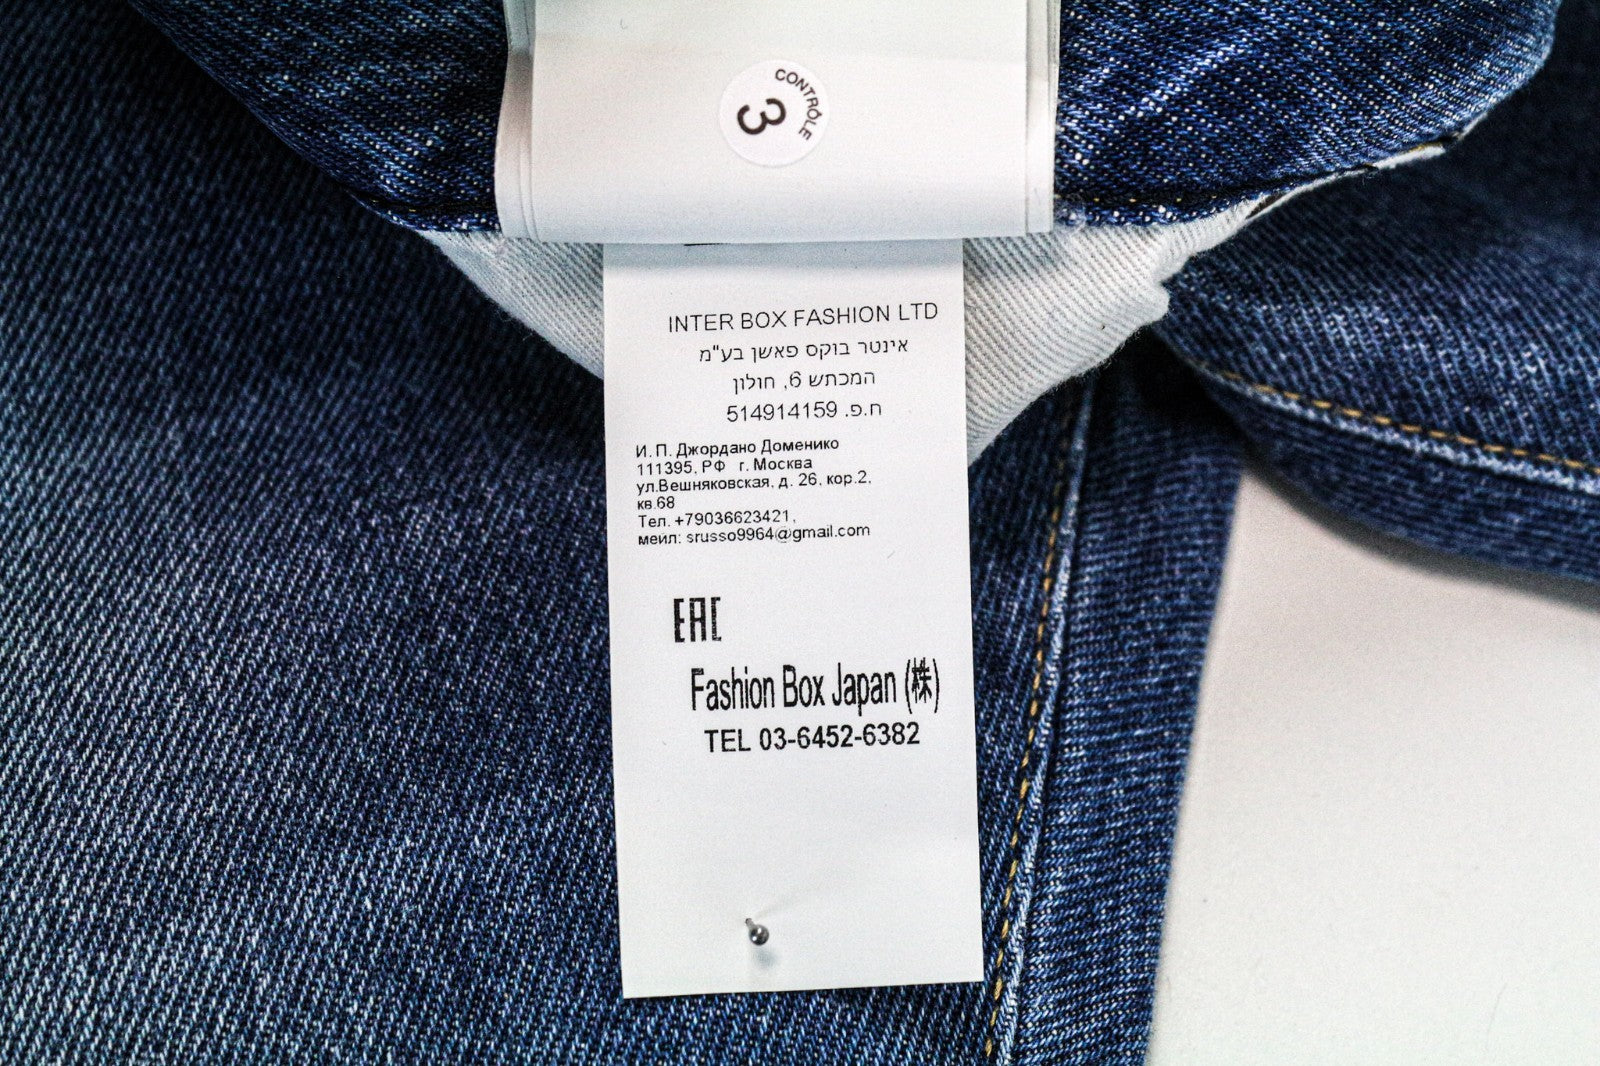 CONTRÔLE
3
INTER BOX FASHION LTD
אינטר בוקס פאשן בע"מ
המכתש 6, חולון
ח.פ. 514914159
И. П. Джордано Доменико
111395, РФ г. Москва
ул.Вешняковская, д. 26, кор.2,
кв.68
Тел. +79036623421,
меил: srusso9964@gmail.com
EAC
Fashion Box Japan (株)
TEL 03-6452-6382